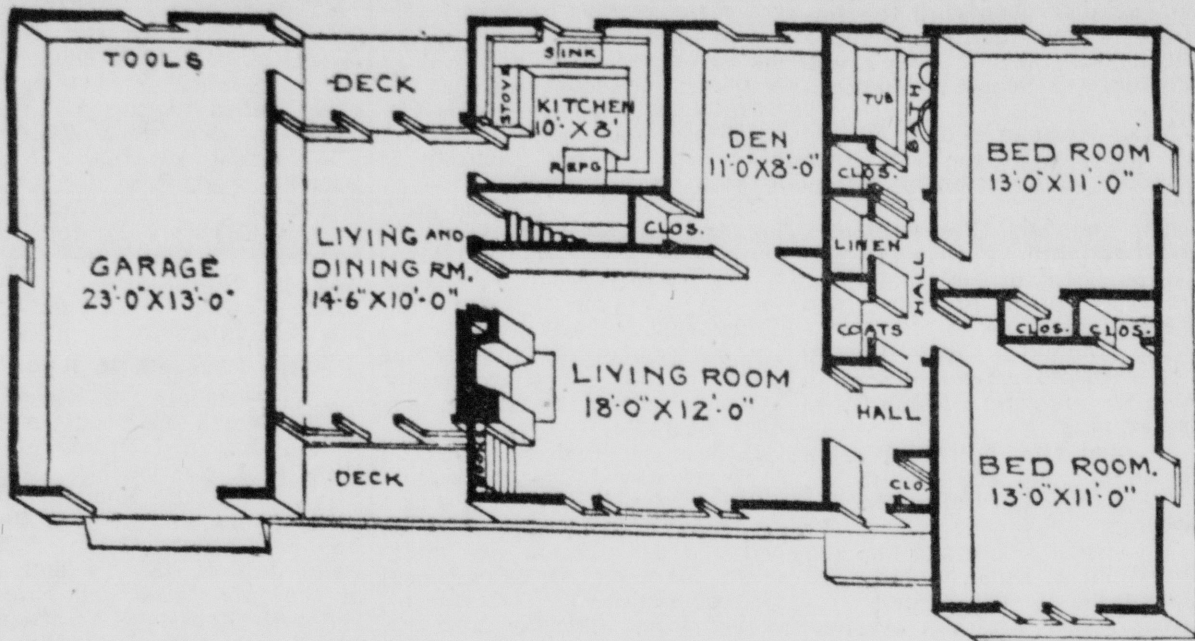 TOOLS
DECK
SINK
STOVE
KITCHEN
10'-X8'
REFG
DEN
11'-0"X8'-0"
TUB
BATH
CLOS.
BED ROOM
13'-0"X11'-0"
CLOS.
LINEN
HALL
LIVING AND
DINING RM.
14'-6"X10'-0"
GARAGE
23'-0"X13'-0"
COATS
CLOS.
CLOS.
LIVING ROOM
18'-0"X12'-0"
HALL
DECK
CLO.
BED ROOM.
13'-0"X11'-0"